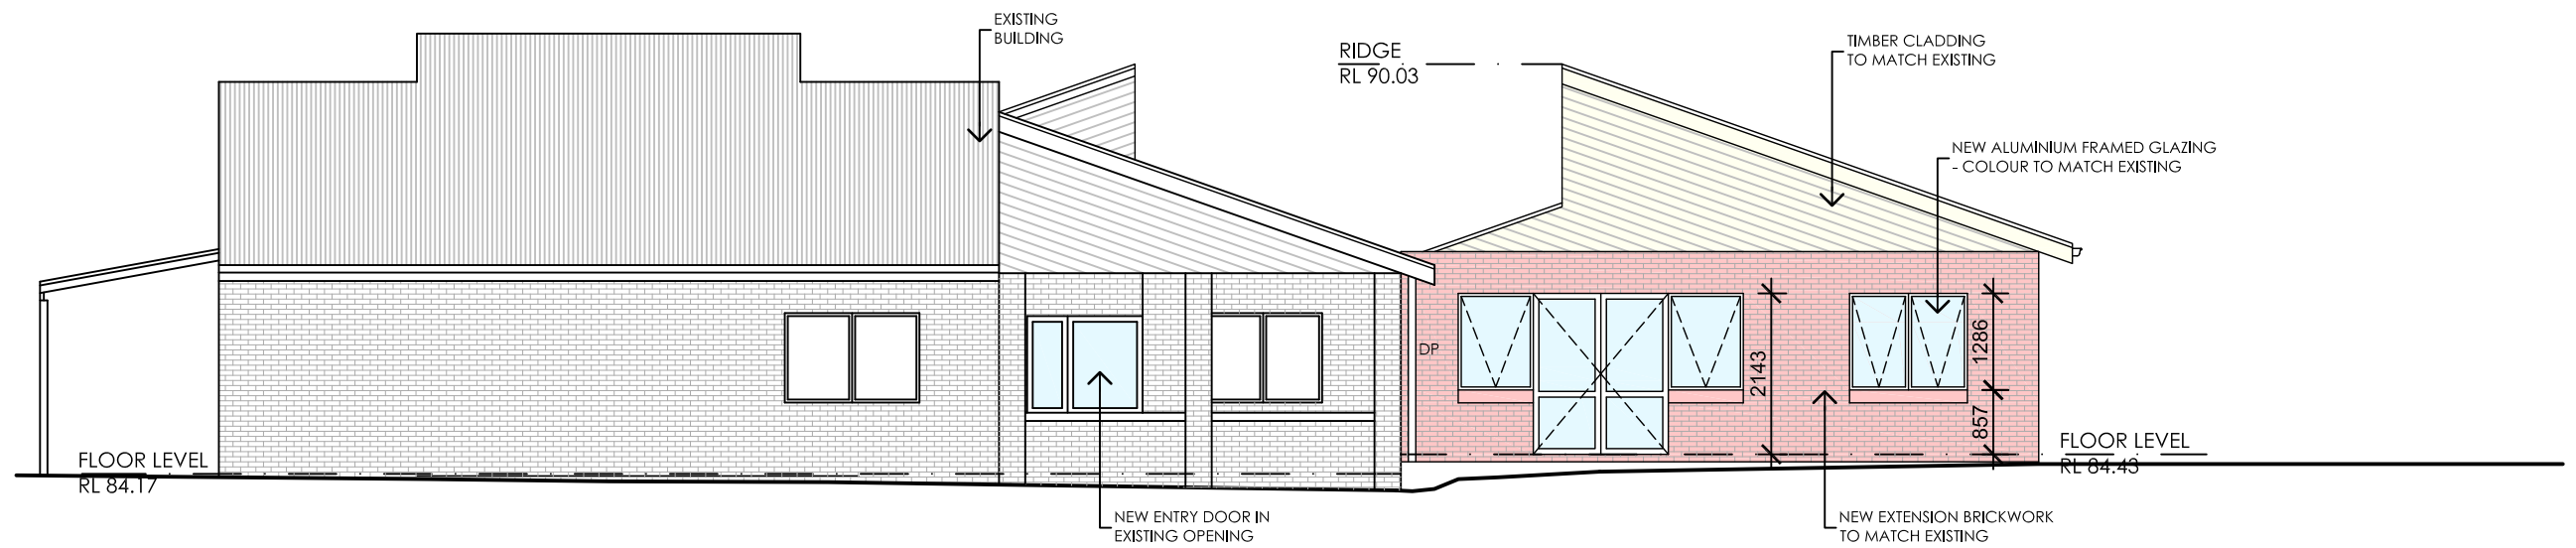 EXISTING
BUILDING
RIDGE
RL 90.03
TIMBER CLADDING
TO MATCH EXISTING
NEW ALUMINIUM FRAMED GLAZING
- COLOUR TO MATCH EXISTING
DP
2143
1286
857
FLOOR LEVEL
RL 84.17
FLOOR LEVEL
RL 84.43
NEW ENTRY DOOR IN
EXISTING OPENING
NEW EXTENSION BRICKWORK
TO MATCH EXISTING